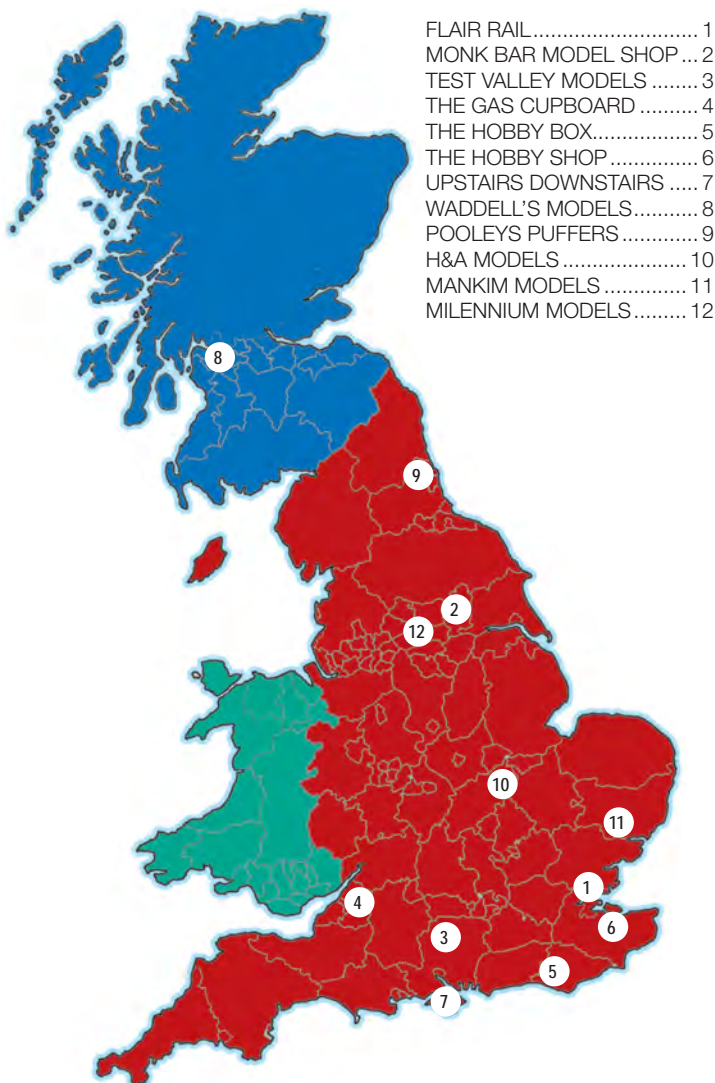 FLAIR RAIL............................ 1
MONK BAR MODEL SHOP ... 2
TEST VALLEY MODELS ........ 3
THE GAS CUPBOARD .......... 4
THE HOBBY BOX................. 5
THE HOBBY SHOP ............... 6
UPSTAIRS DOWNSTAIRS ..... 7
WADDELL'S MODELS........... 8
POOLEYS PUFFERS............. 9
H&A MODELS ..................... 10
MANKIM MODELS .............. 11
MILENNIUM MODELS......... 12
8
9
2
12
10
11
1
4
6
3
5
7